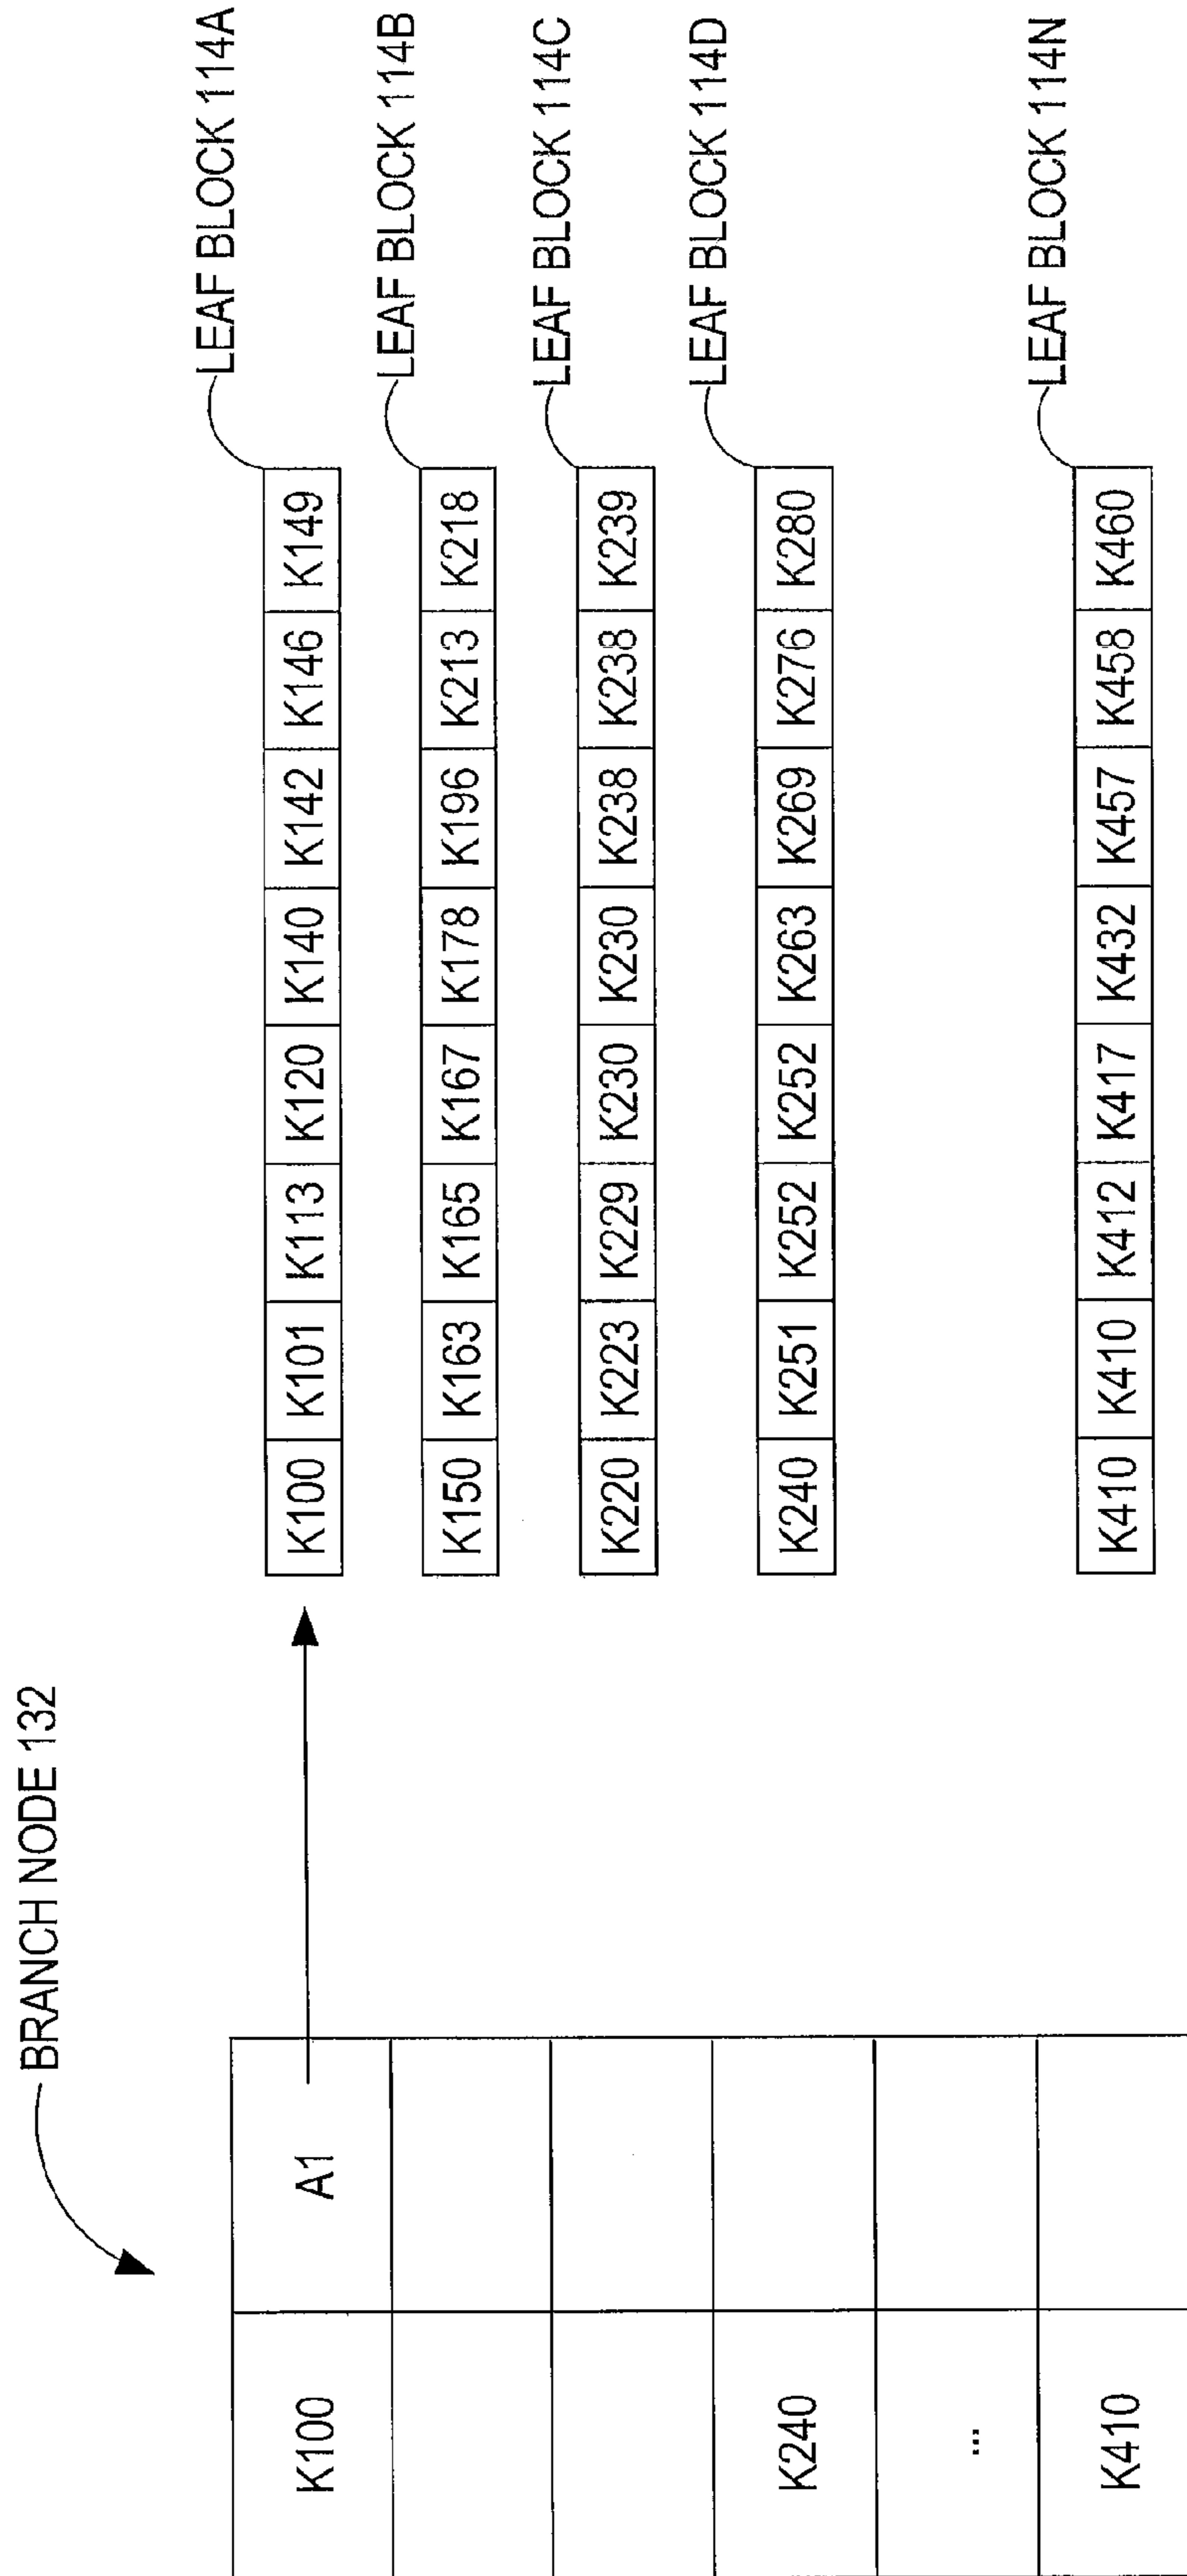 BRANCH NODE 132
K100 A1
K240
...
K410
K100 K101 K113 K120 K140 K142 K146 K149
LEAF BLOCK 114A
K150 K163 K165 K167 K178 K196 K213 K218
LEAF BLOCK 114B
K220 K223 K229 K230 K230 K238 K238 K239
LEAF BLOCK 114C
K240 K251 K252 K252 K263 K269 K276 K280
LEAF BLOCK 114D
K410 K410 K412 K417 K432 K457 K458 K460
LEAF BLOCK 114N